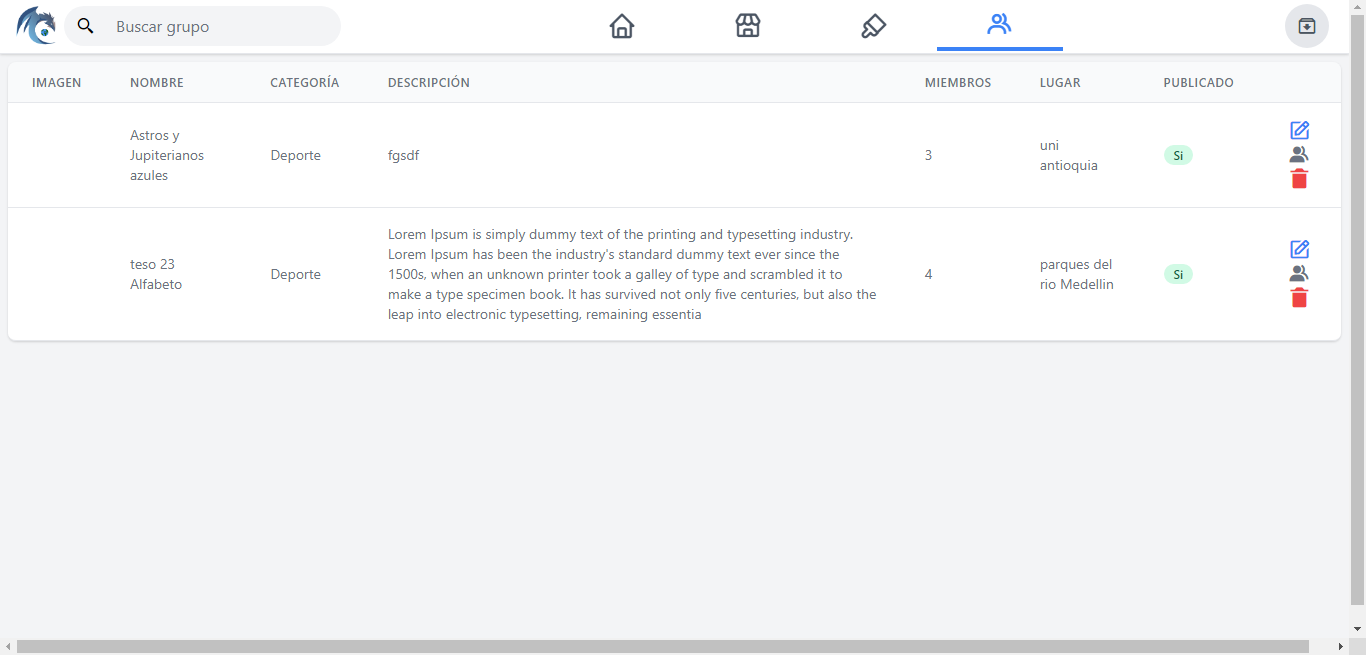 Buscar grupo
IMAGEN NOMBRE CATEGORÍA DESCRIPCIÓN MIEMBROS LUGAR PUBLICADO
Astros y
Jupiterianos
azules
Deporte
fgsdf
3
uni
antioquia
Si
teso 23
Alfabeto
Deporte
Lorem Ipsum is simply dummy text of the printing and typesetting industry.
Lorem Ipsum has been the industry's standard dummy text ever since the
1500s, when an unknown printer took a galley of type and scrambled it to
make a type specimen book. It has survived not only five centuries, but also the
leap into electronic typesetting, remaining essentia
4
parques del
rio Medellin
Si